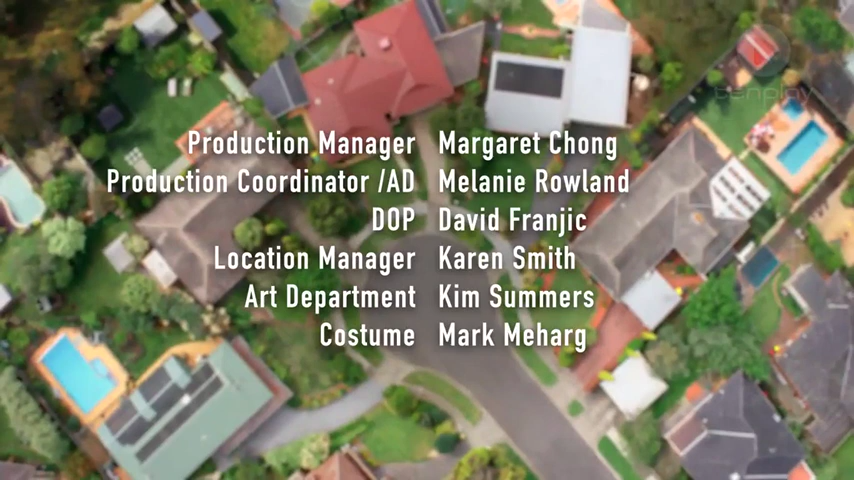 tenplay
Production Manager Margaret Chong
Production Coordinator /AD Melanie Rowland
DOP David Franjic
Location Manager Karen Smith
Art Department Kim Summers
Costume Mark Meharg